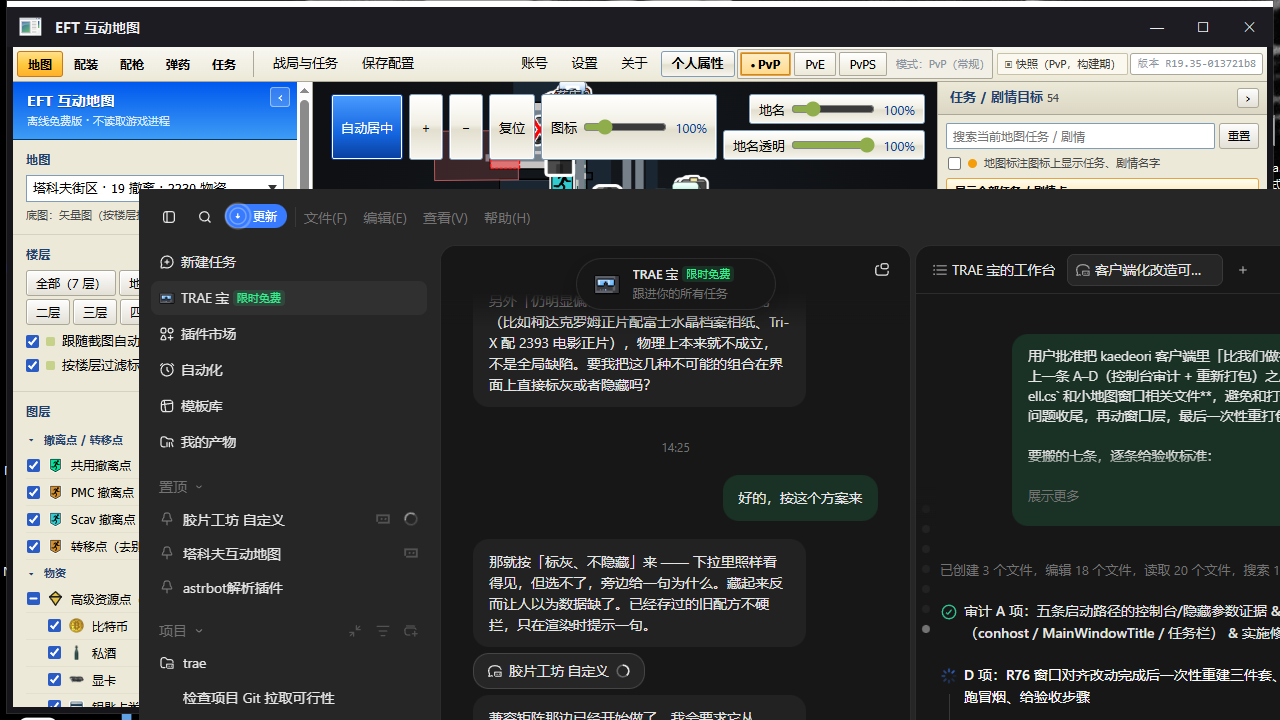 EFT 互动地图
地图 配装 配枪 弹药 任务 战局与任务 保存配置 账号 设置 关于 个人属性 • PvP PvE PvPS 模式：PvP（常规） 快照（PvP，构建期） 版本 R19.35-013721b8
EFT 互动地图
离线免费版 · 不读取游戏进程
地图
塔科夫街区 · 19 撤离 · 2230 物资
底图：矢量图（按楼层
楼层
全部（7 层）
二层 三层
跟随截图自动
按楼层过滤标
图层
撤离点 / 转移点
共用撤离点
PMC 撤离点
Scav 撤离点
转移点（去别
物资
高级资源点
比特币
私酒
显卡
自动居中 + − 复位 图标 100%
地名 100%
地名透明 100%
任务 / 剧情目标 54
搜索当前地图任务 / 剧情 重置
地图标注图标上显示任务、剧情名字
更新 文件(F) 编辑(E) 查看(V) 帮助(H)
新建任务
TRAE 宝 限时免费
插件市场
自动化
模板库
我的产物
置顶
胶片工坊 自定义
塔科夫互动地图
astrbot解析插件
项目
trae
检查项目 Git 拉取可行性
TRAE 宝 限时免费
跟进你的所有任务
（比如柯达克罗姆正片配富士水晶档案相纸、Tri-
X 配 2393 电影正片），物理上本来就不成立，
不是全局缺陷。要我把这几种不可能的组合在界
面上直接标灰或者隐藏吗？
14:25
好的，按这个方案来
那就按「标灰、不隐藏」来 —— 下拉里照样看
得见，但选不了，旁边给一句为什么。藏起来反
而让人以为数据缺了。已经存过的旧配方不硬
拦，只在渲染时提示一句。
胶片工坊 自定义
兼容矩阵那边已经开始做了，我会要求它从
TRAE 宝的工作台 客户端化改造可... +
用户批准把 kaedeori 客户端里「比我们做
上一条 A–D（控制台审计 + 重新打包）之
ell.cs` 和小地图窗口相关文件**，避免和打
问题收尾，再动窗口层，最后一次性重打包
要搬的七条，逐条给验收标准：
展示更多
已创建 3 个文件，编辑 18 个文件，读取 20 个文件，搜索 1
审计 A 项：五条启动路径的控制台/隐藏参数证据 &
（conhost / MainWindowTitle / 任务栏） & 实施修
D 项：R76 窗口对齐改动完成后一次性重建三件套、
跑冒烟、给验收步骤